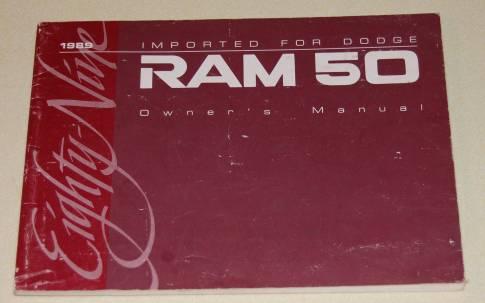 1989
IMPORTED FOR DODGE
RAM 50
Owner's Manual
Eighty-Nine